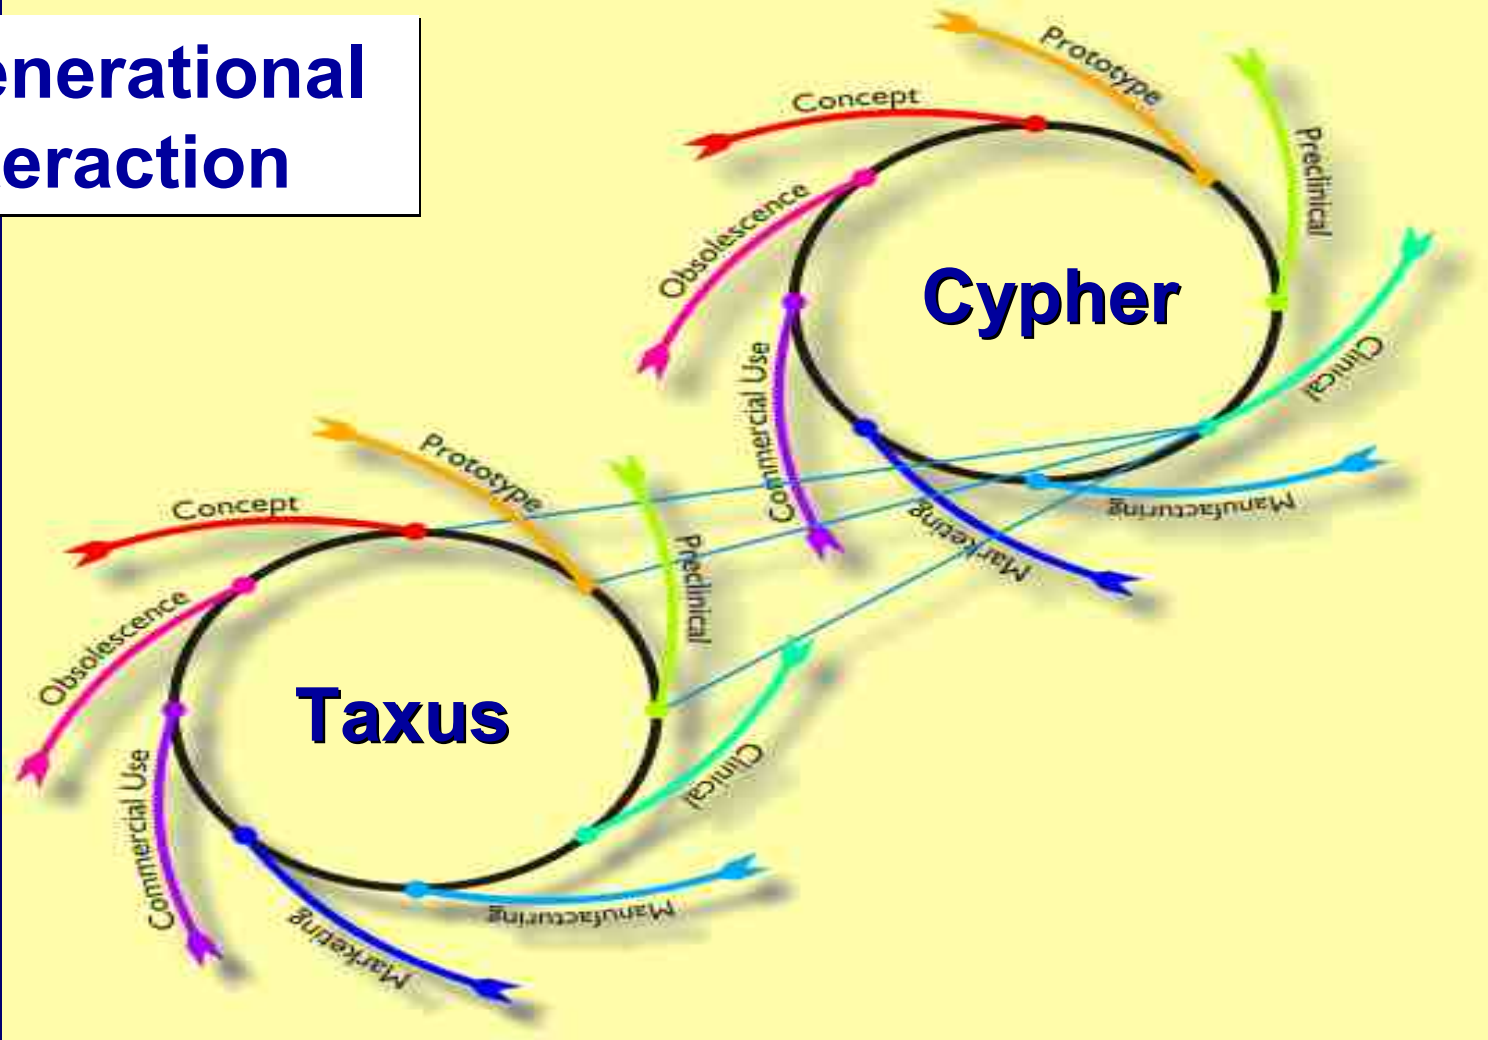 enerational
eraction
Prototype
Concept
Preclinical
Obsolescence
Cypher
Clinical
Commercial Use
Manufacturing
Marketing
Prototype
Concept
Preclinical
Obsolescence
Taxus
Clinical
Commercial Use
Manufacturing
Marketing